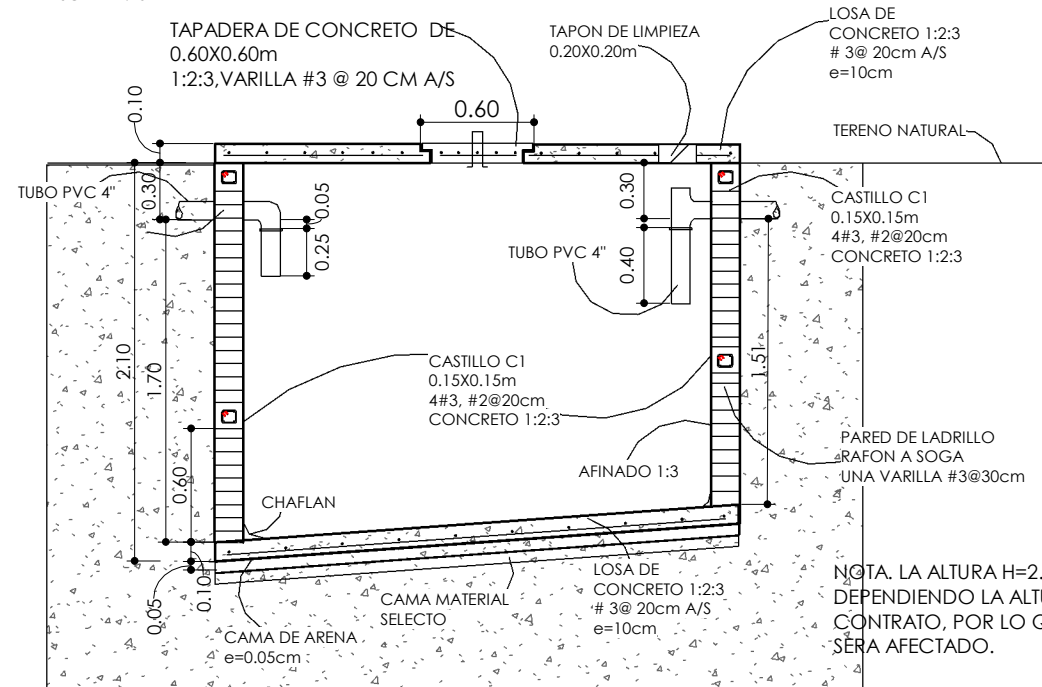 TAPADERA DE CONCRETO DE
0.60X0.60m
1:2:3,VARILLA #3 @ 20 CM A/S
TAPON DE LIMPIEZA
0.20X0.20m
LOSA DE
CONCRETO 1:2:3
# 3@ 20cm A/S
e=10cm
0.10
0.60
TERENO NATURAL
TUBO PVC 4"
0.30
0.05
0.25
0.30
0.40
TUBO PVC 4"
CASTILLO C1
0.15X0.15m
4#3, #2@20cm
CONCRETO 1:2:3
2.10
1.70
1.51
CASTILLO C1
0.15X0.15m
4#3, #2@20cm
CONCRETO 1:2:3
PARED DE LADRILLO
RAFON A SOGA
UNA VARILLA #3@30cm
AFINADO 1:3
0.60
CHAFLAN
0.05
0.10
CAMA DE ARENA
e=0.05cm
CAMA MATERIAL
SELECTO
LOSA DE
CONCRETO 1:2:3
# 3@ 20cm A/S
e=10cm
NOTA. LA ALTURA H=2.
DEPENDIENDO LA
CONTRATO, POR LO
SERA AFECTADO.